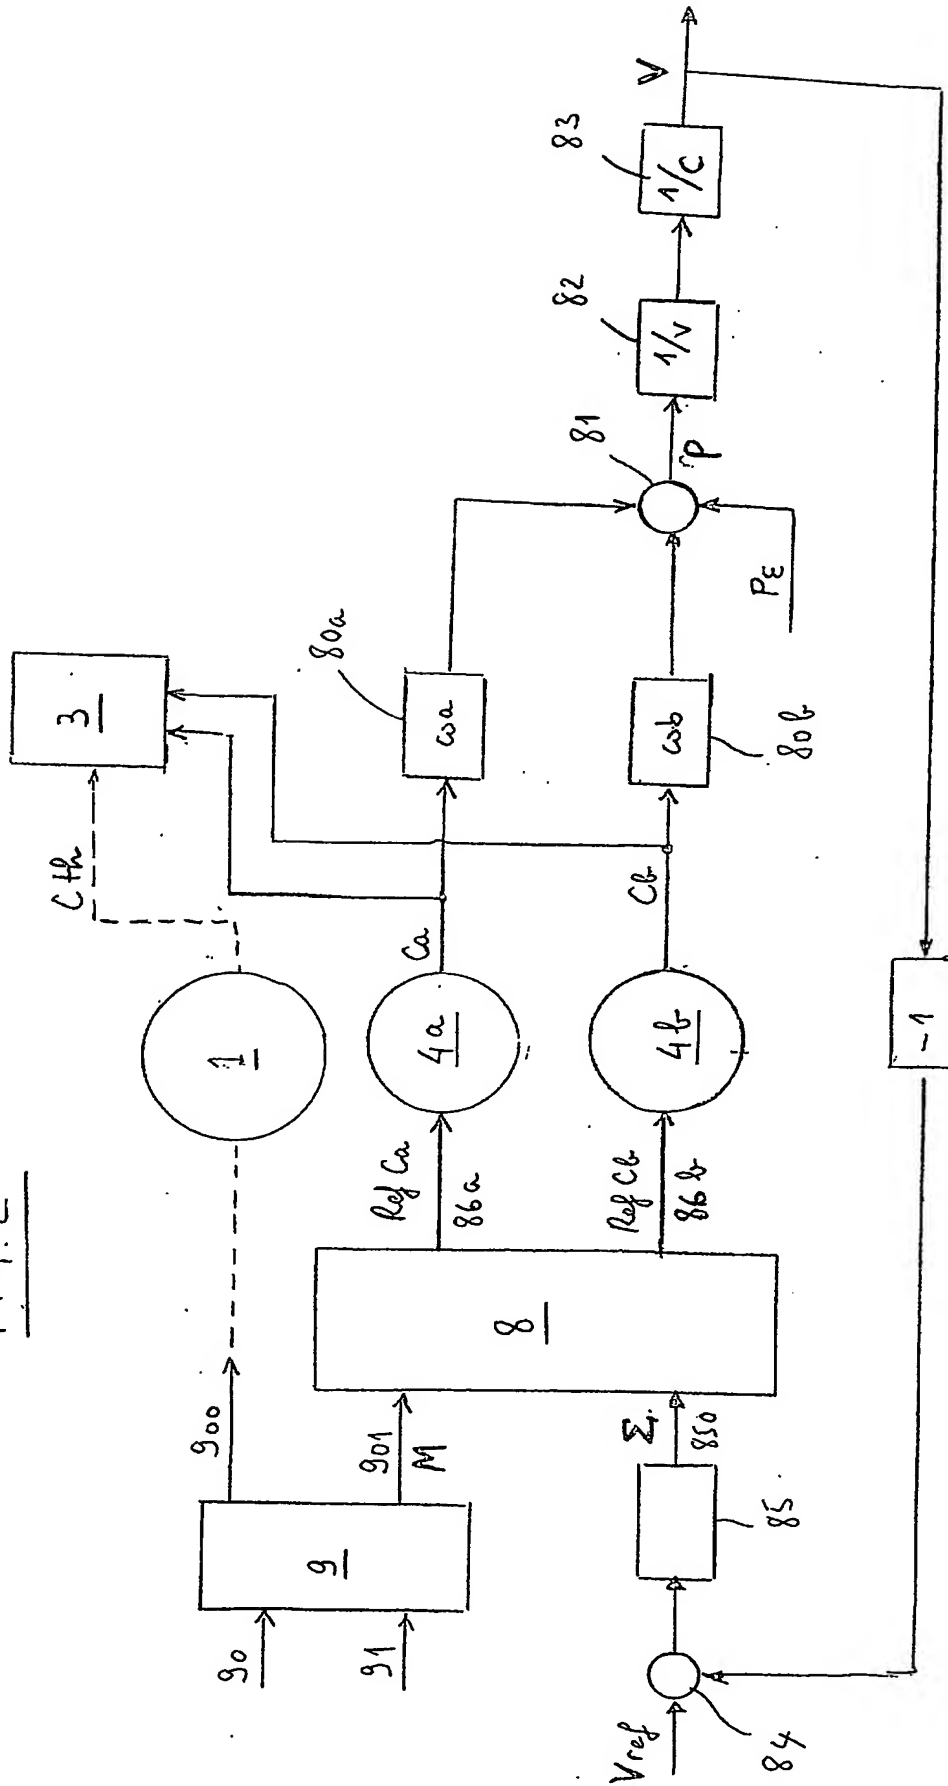 90
91
9
900
901
M
1
Cth
3
8
Ref Ca
86a
4a
Ca
ωa
80a
Ref Cb
86b
4b
Cb
ωb
80b
Vref
84
85
Σ
850
PE
81
P
1/v
82
1/C
83
V
-1